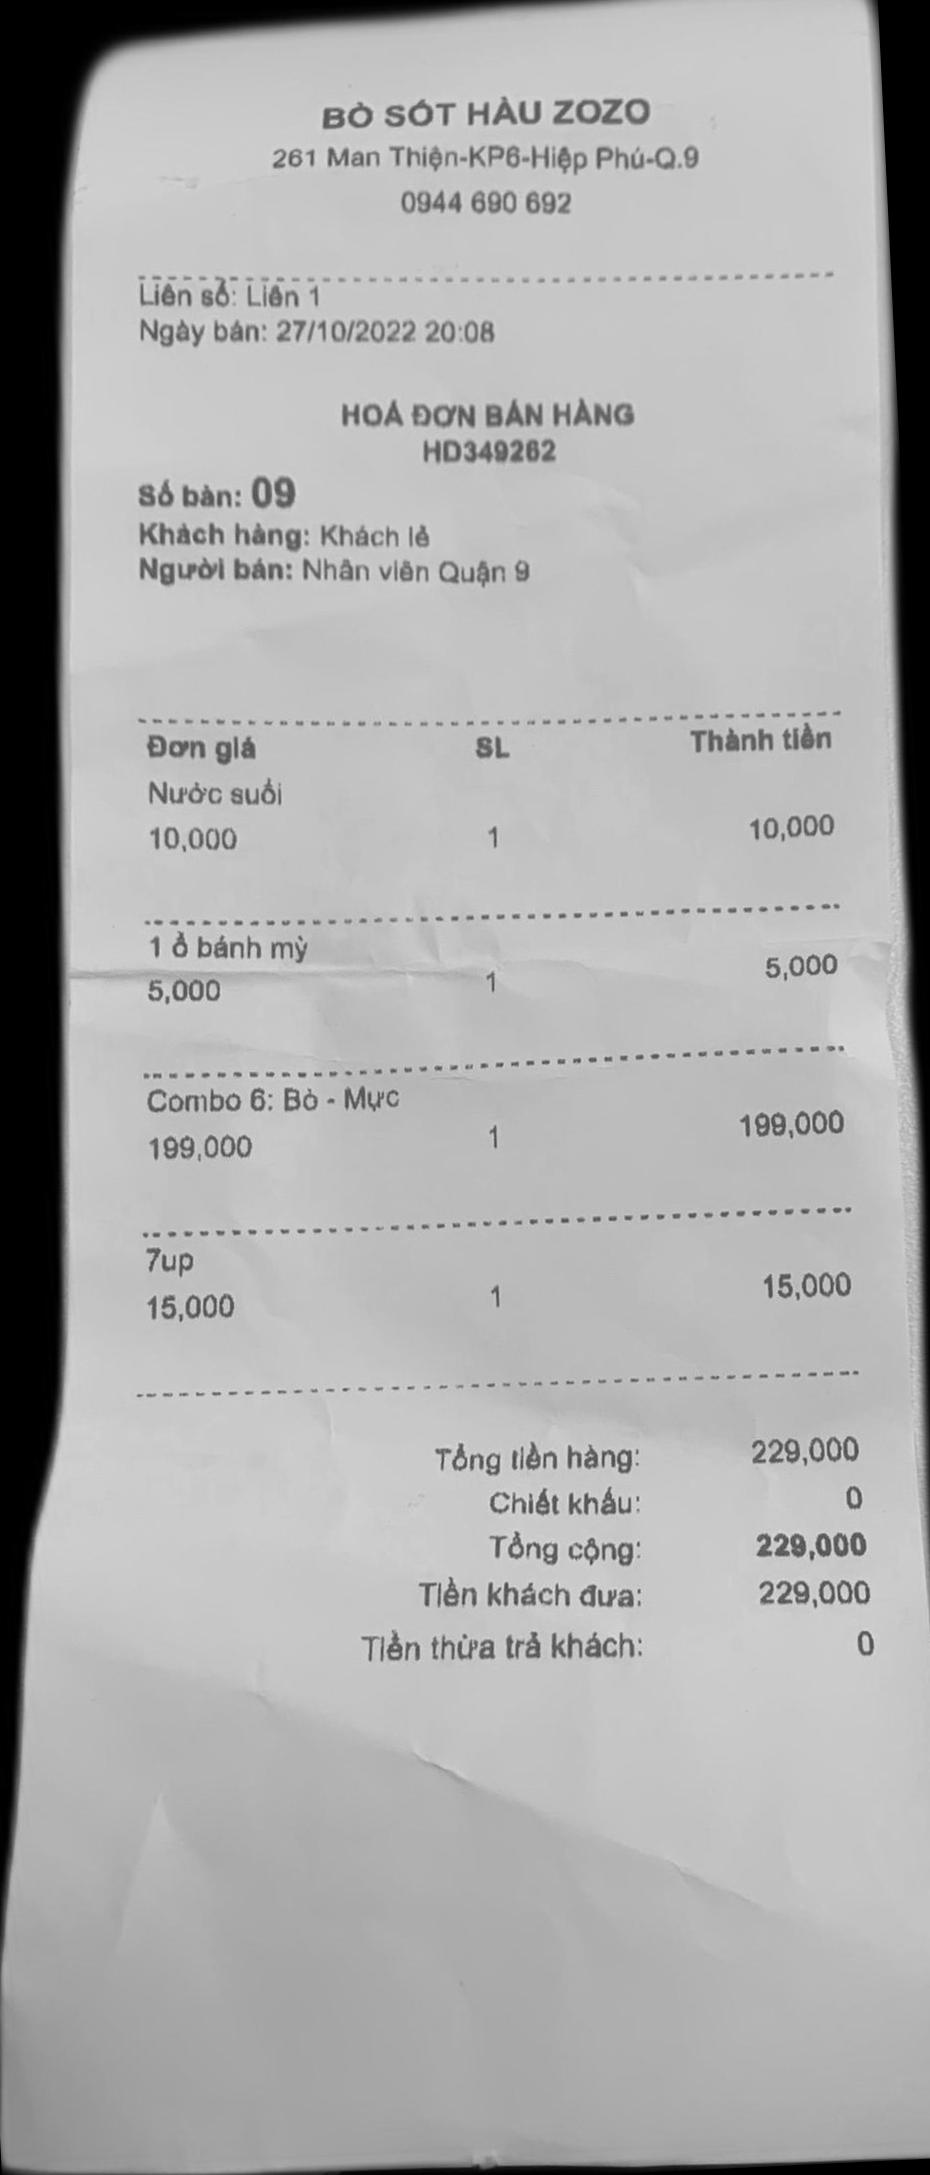 BÒ SÓT HÀU ZOZO
261 Man Thiện-KP6-Hiệp Phú-Q.9
0944 690 692
Liên số: Liên 1
Ngày bán: 27/10/2022 20:08
HOÁ ĐƠN BÁN HÀNG
HD349262
Số bàn: 09
Khách hàng: Khách lẻ
Người bán: Nhân viên Quận 9
Đơn giá SL Thành tiền
Nước suối
10,000 1 10,000
1 ổ bánh mỳ
5,000 1 5,000
Combo 6: Bò - Mực
199,000 1 199,000
7up
15,000 1 15,000
Tổng tiền hàng: 229,000
Chiết khấu: 0
Tổng cộng: 229,000
Tiền khách đưa: 229,000
Tiền thừa trả khách: 0